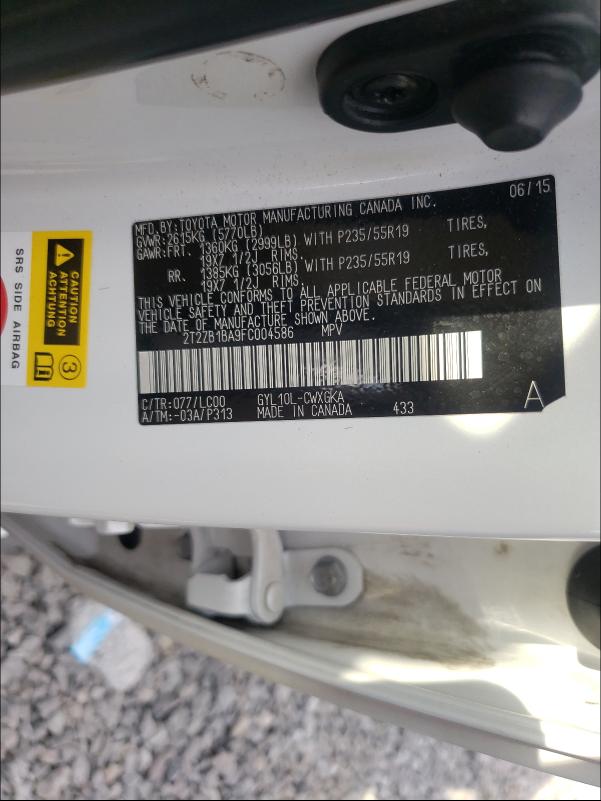 06/15
MFD.BY:TOYOTA MOTOR MANUFACTURING CANADA INC.
GVWR:2615KG (5770LB)
GAWR:FRT. 1360KG (2999LB) WITH P235/55R19 TIRES,
19X7 1/2J RIMS.
RR. 1385KG (3056LB) WITH P235/55R19 TIRES,
19X7 1/2J RIMS.
THIS VEHICLE CONFORMS TO ALL APPLICABLE FEDERAL MOTOR
VEHICLE SAFETY AND THEFT PREVENTION STANDARDS IN EFFECT ON
THE DATE OF MANUFACTURE SHOWN ABOVE.
2T2ZB1BA9FC004586 MPV
C/TR:077/LC00 GYL10L-CWXGKA
A/TM:-03A/P313 MADE IN CANADA 433
A
CAUTION
ATTENTION
ACHTUNG
3
SRS SIDE AIRBAG